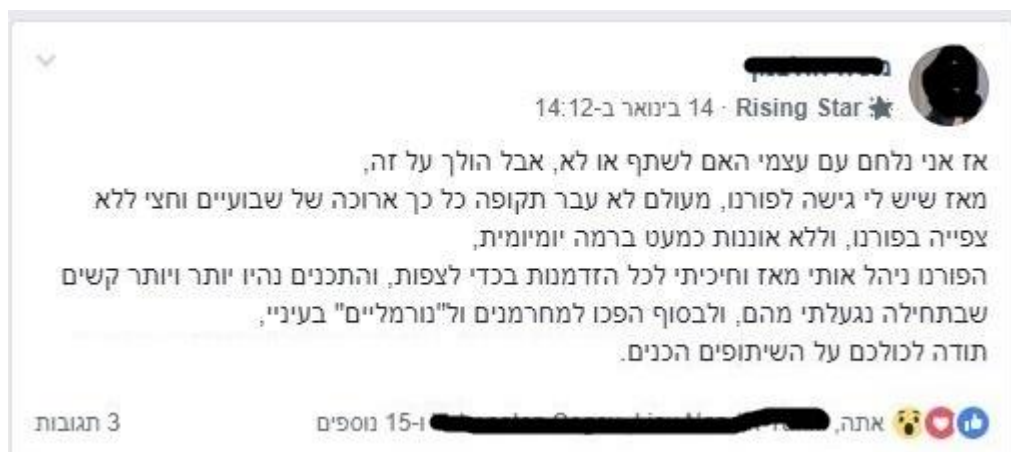 Rising Star · 14 בינואר ב-14:12
אז אני נלחם עם עצמי האם לשתף או לא, אבל הולך על זה,
מאז שיש לי גישה לפורנו, מעולם לא עבר תקופה כל כך ארוכה של שבועיים וחצי ללא
צפייה בפורנו, וללא אוננות כמעט ברמה יומיומית,
הפורנו ניהל אותי מאז וחיכיתי לכל הזדמנות בכדי לצפות, והתכנים נהיו יותר ויותר קשים
שבתחילה נגעלתי מהם, ולבסוף הפכו למחרמנים ול"נורמליים" בעיניי,
תודה לכולכם על השיתופים הכנים.
אתה, ו-15 נוספים
3 תגובות